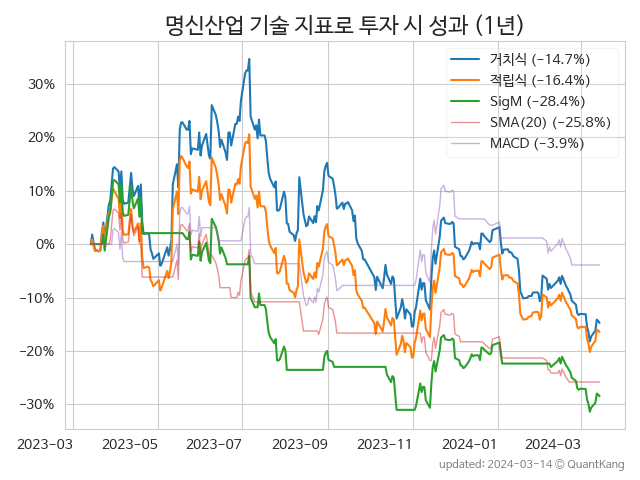 명신산업 기술 지표로 투자 시 성과 (1년)
거치식 (−14.7%)
적립식 (−16.4%)
SigM (−28.4%)
SMA(20) (−25.8%)
MACD (−3.9%)
30%
20%
10%
0%
−10%
−20%
−30%
2023-03 2023-05 2023-07 2023-09 2023-11 2024-01 2024-03
updated: 2024-03-14 © QuantKang